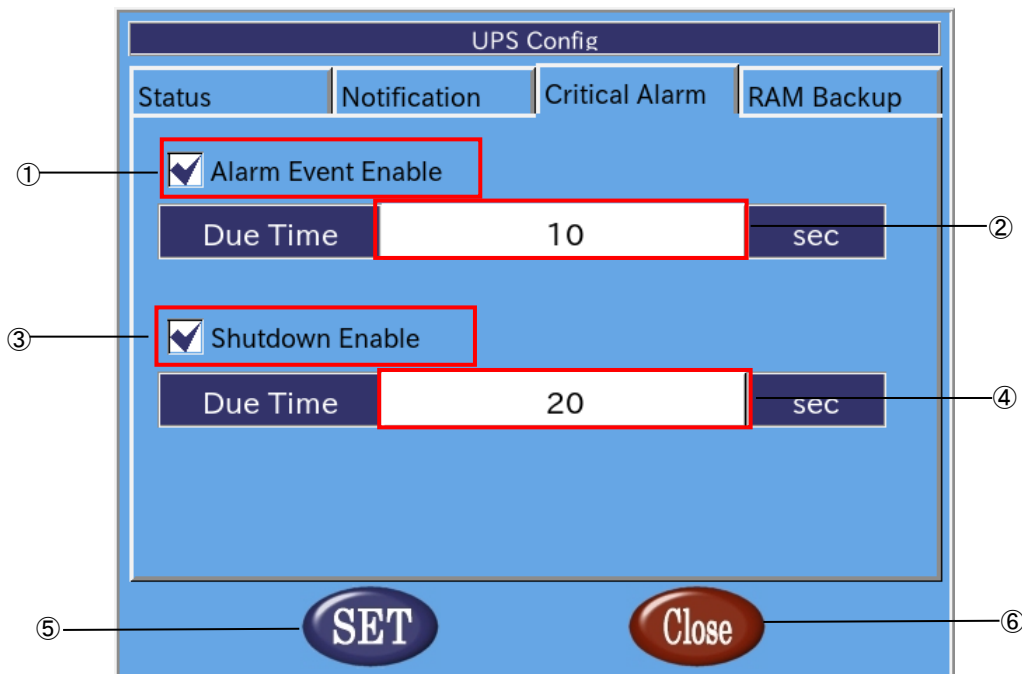 UPS Config
Status Notification Critical Alarm RAM Backup
① Alarm Event Enable
Due Time 10 sec ②
③ Shutdown Enable
Due Time 20 sec ④
⑤ SET Close ⑥